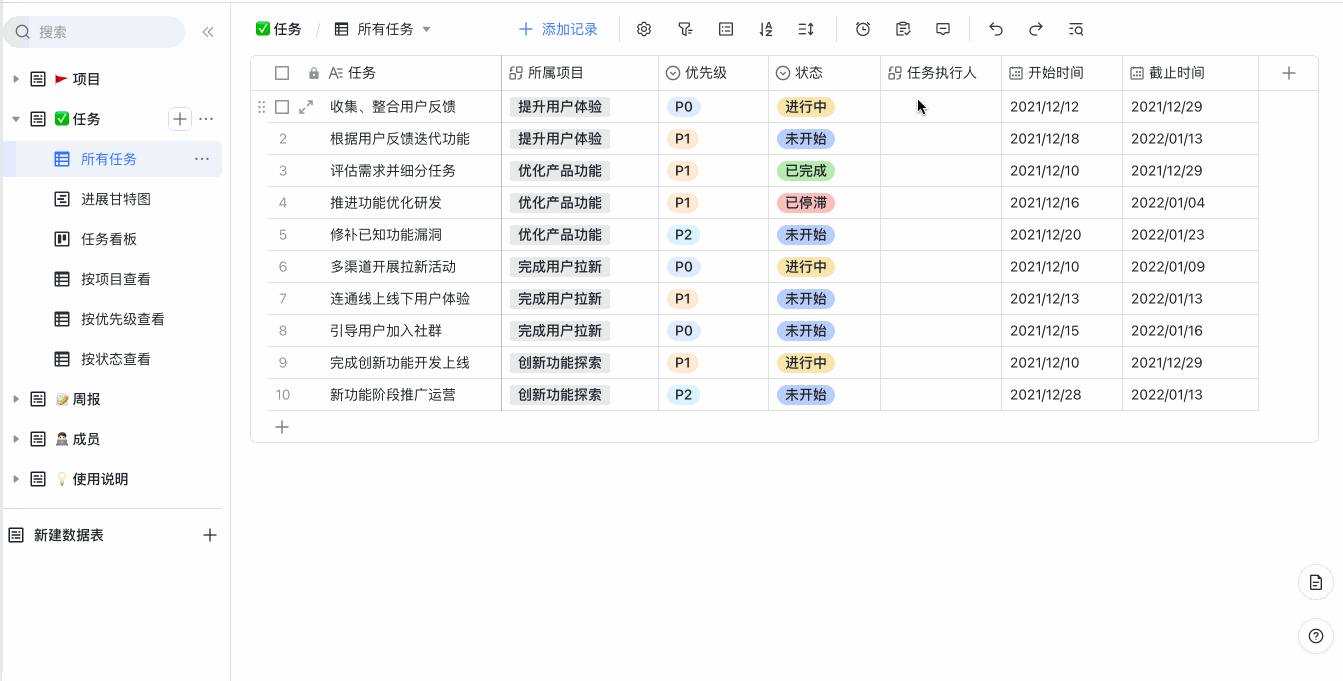 搜索
项目
任务
所有任务
进展甘特图
任务看板
按项目查看
按优先级查看
按状态查看
周报
成员
使用说明
新建数据表
任务 / 所有任务 添加记录
任务 所属项目 优先级 状态 任务执行人 开始时间 截止时间
收集、整合用户反馈 提升用户体验 P0 进行中 2021/12/12 2021/12/29
2 根据用户反馈迭代功能 提升用户体验 P1 未开始 2021/12/18 2022/01/13
3 评估需求并细分任务 优化产品功能 P1 已完成 2021/12/10 2021/12/29
4 推进功能优化研发 优化产品功能 P1 已停滞 2021/12/16 2022/01/04
5 修补已知功能漏洞 优化产品功能 P2 未开始 2021/12/20 2022/01/23
6 多渠道开展拉新活动 完成用户拉新 P0 进行中 2021/12/10 2022/01/09
7 连通线上线下用户体验 完成用户拉新 P1 未开始 2021/12/13 2022/01/13
8 引导用户加入社群 完成用户拉新 P0 未开始 2021/12/15 2022/01/16
9 完成创新功能开发上线 创新功能探索 P1 进行中 2021/12/10 2021/12/29
10 新功能阶段推广运营 创新功能探索 P2 未开始 2021/12/28 2022/01/13